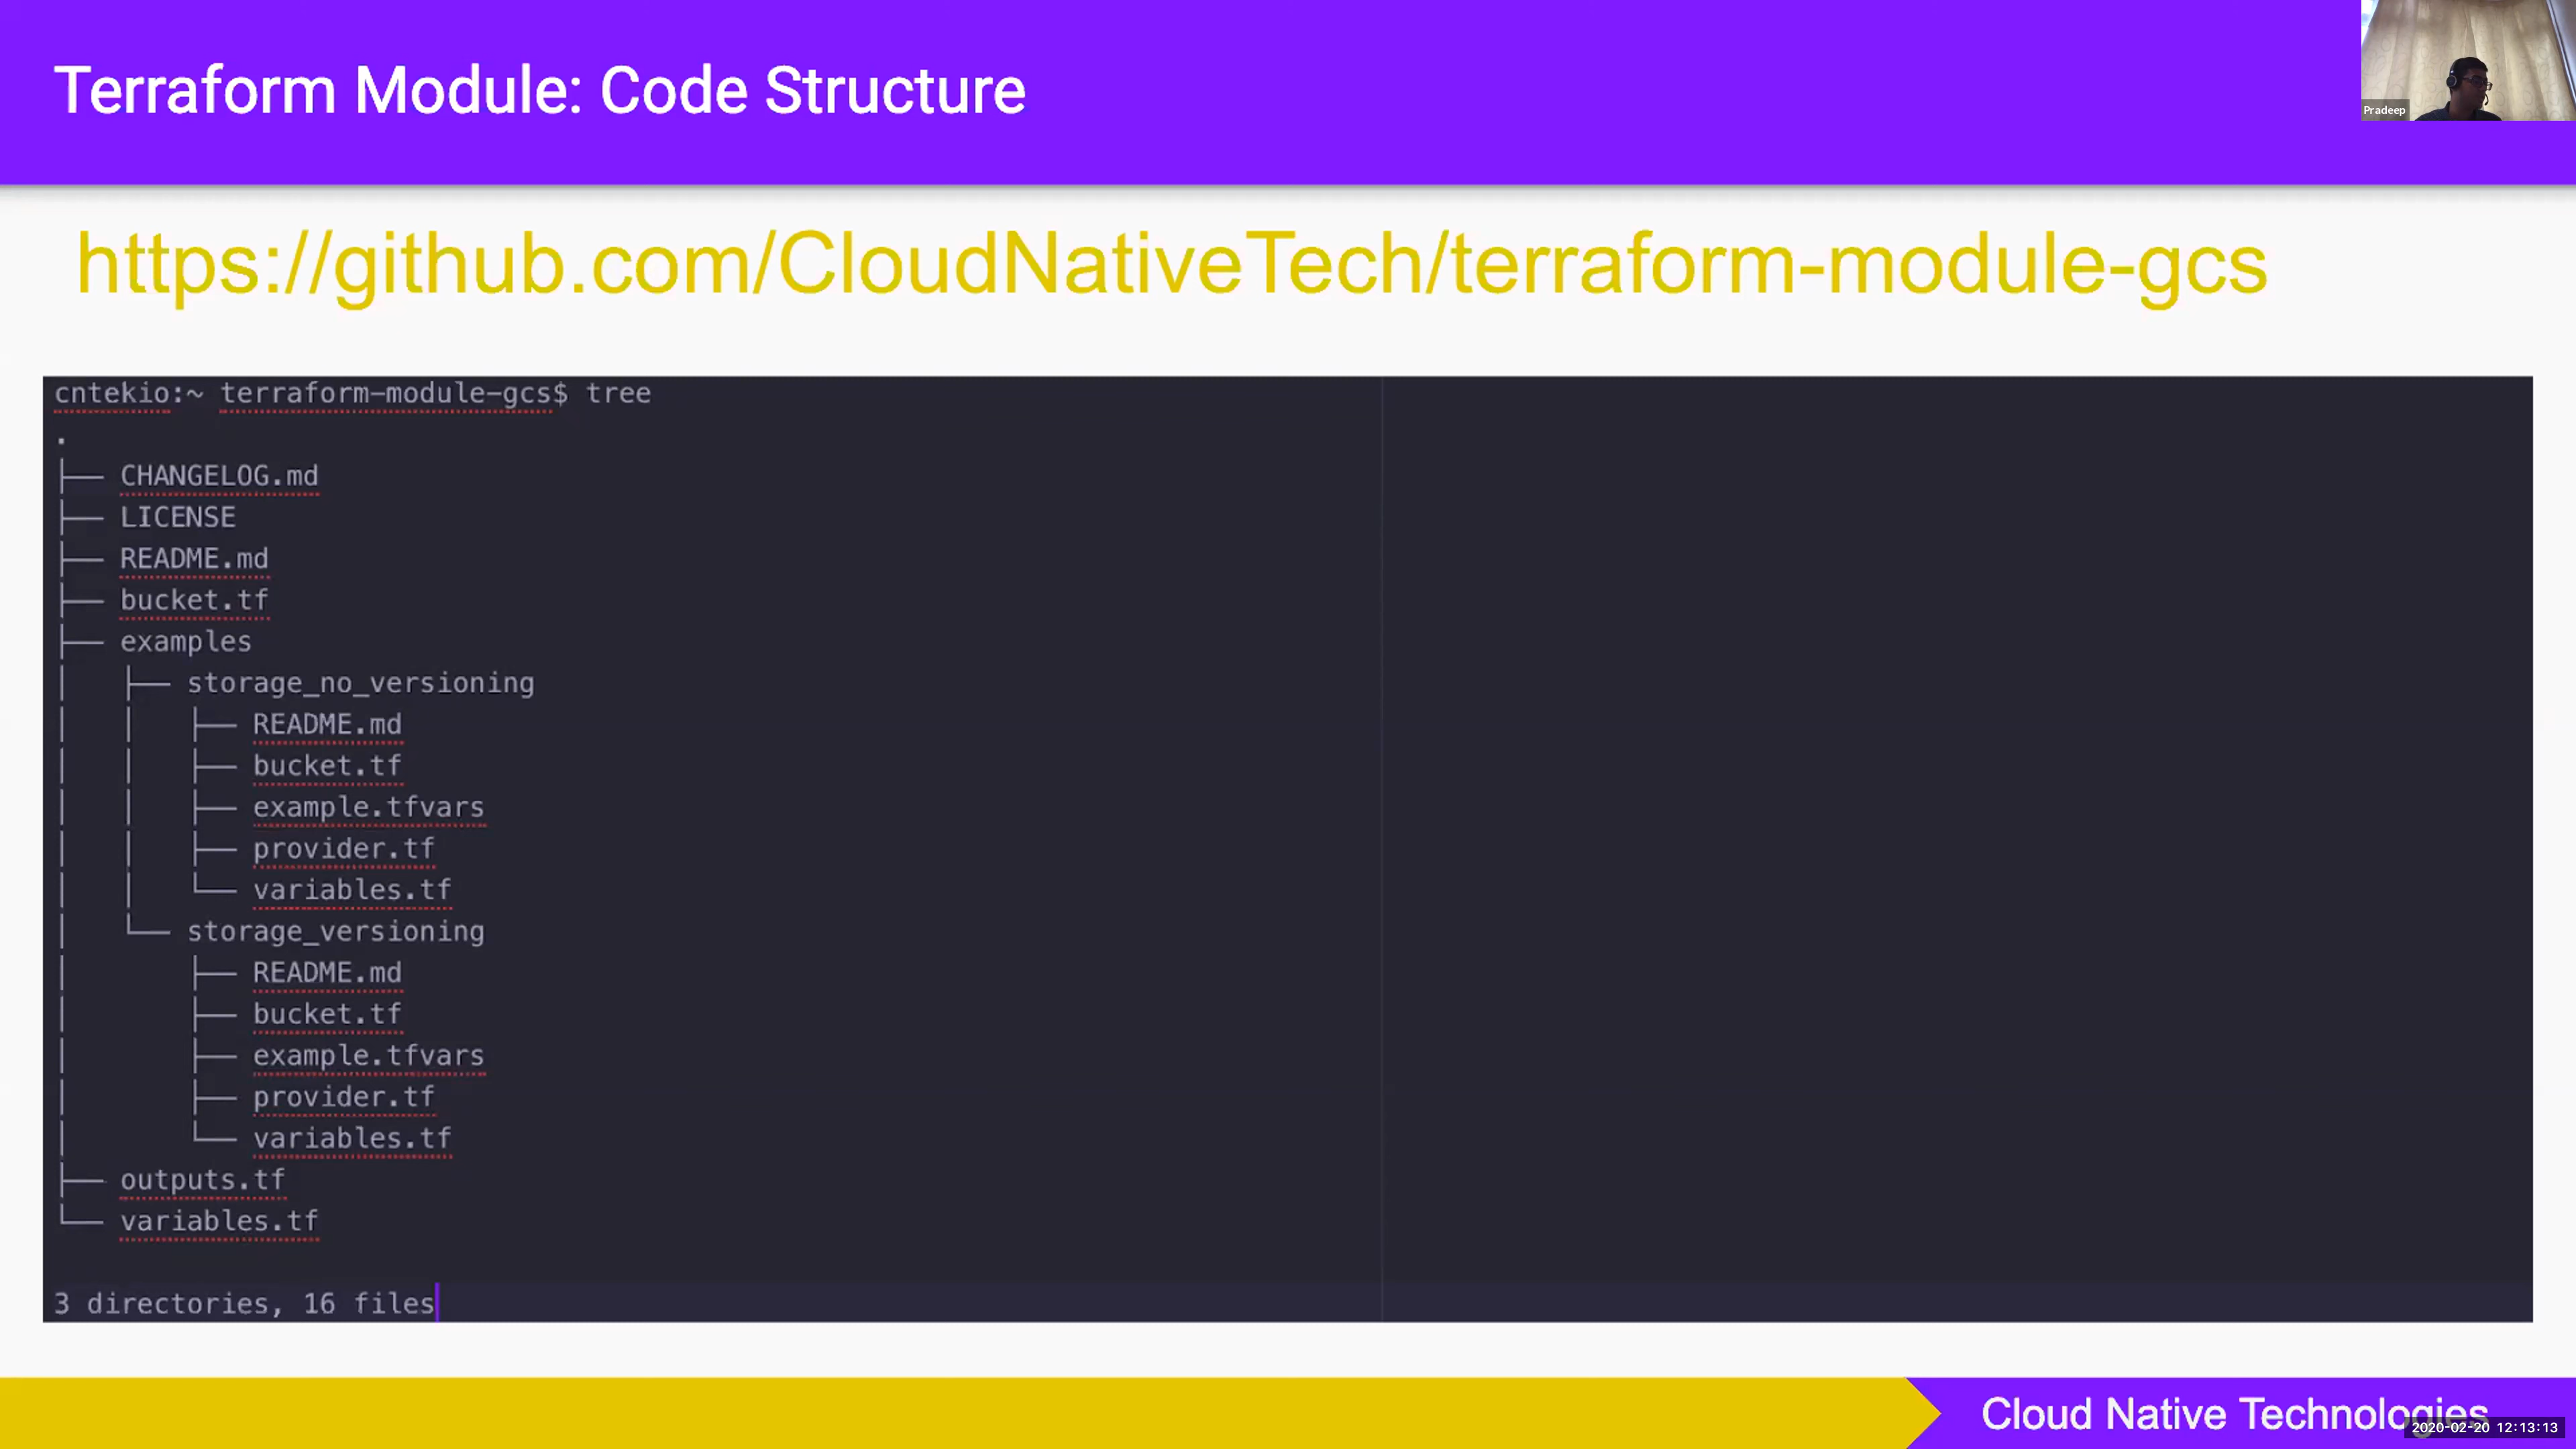 Terraform Module: Code Structure
Pradeep
https://github.com/CloudNativeTech/terraform-module-gcs
cntekio:~ terraform-module-gcs$ tree
.
├── CHANGELOG.md
├── LICENSE
├── README.md
├── bucket.tf
├── examples
│   ├── storage_no_versioning
│   │   ├── README.md
│   │   ├── bucket.tf
│   │   ├── example.tfvars
│   │   ├── provider.tf
│   │   └── variables.tf
│   └── storage_versioning
│       ├── README.md
│       ├── bucket.tf
│       ├── example.tfvars
│       ├── provider.tf
│       └── variables.tf
├── outputs.tf
└── variables.tf
3 directories, 16 files
Cloud Native Technologies
2020-02-20 12:13:13